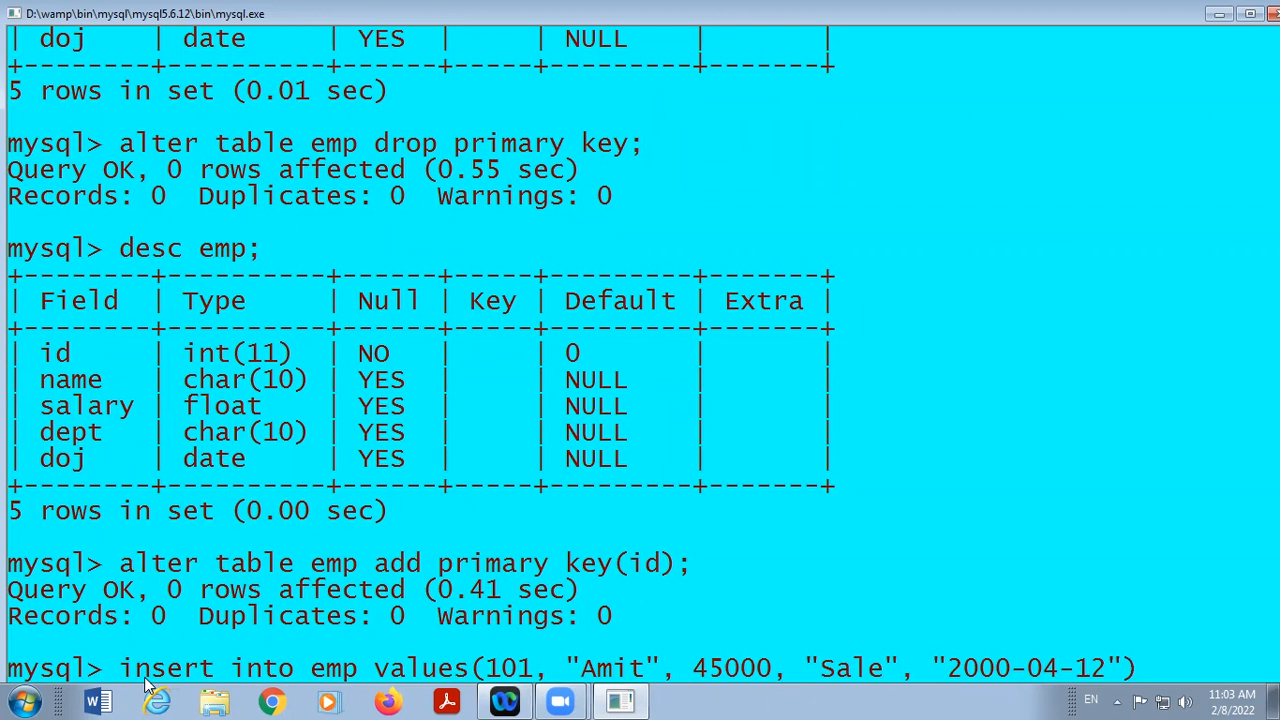 D:\wamp\bin\mysql\mysql5.6.12\bin\mysql.exe
| doj | date | YES | | NULL | |
+---------+----------+------+-----+---------+-------+
5 rows in set (0.01 sec)
mysql> alter table emp drop primary key;
Query OK, 0 rows affected (0.55 sec)
Records: 0 Duplicates: 0 Warnings: 0
mysql> desc emp;
+--------+----------+------+-----+---------+-------+
| Field | Type | Null | Key | Default | Extra |
+--------+----------+------+-----+---------+-------+
| id | int(11) | NO | | 0 | |
| name | char(10) | YES | | NULL | |
| salary | float | YES | | NULL | |
| dept | char(10) | YES | | NULL | |
| doj | date | YES | | NULL | |
+--------+----------+------+-----+---------+-------+
5 rows in set (0.00 sec)
mysql> alter table emp add primary key(id);
Query OK, 0 rows affected (0.41 sec)
Records: 0 Duplicates: 0 Warnings: 0
mysql> insert into emp values(101, "Amit", 45000, "Sale", "2000-04-12")
EN
11:03 AM
2/8/2022